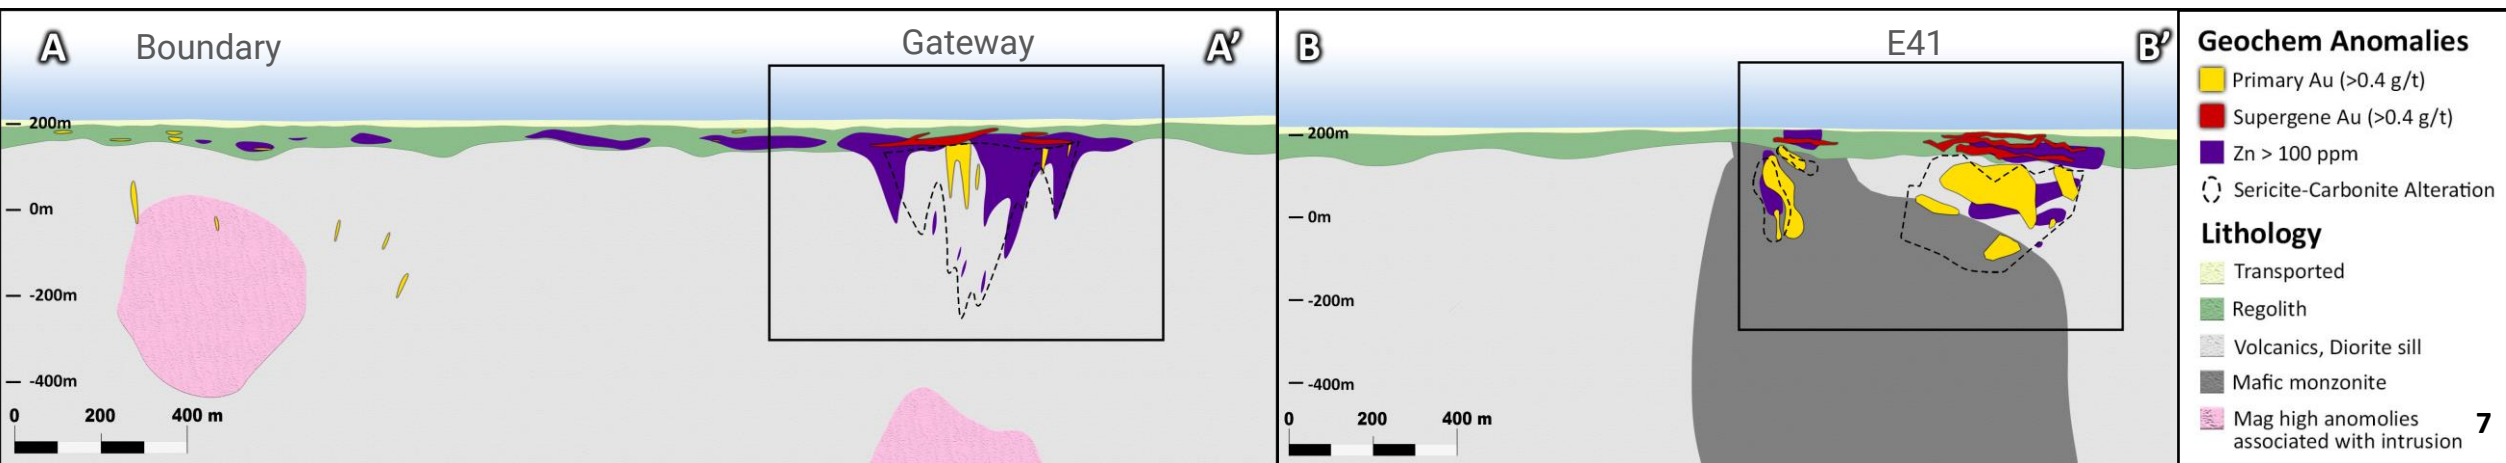 A
Boundary
Gateway
A’
200m
0m
-200m
-400m
0 200 400 m
B
E41
B’
200m
0m
-200m
-400m
0 200 400 m
Geochem Anomalies
Primary Au (>0.4 g/t)
Supergene Au (>0.4 g/t)
Zn > 100 ppm
Sericite-Carbonite Alteration
Lithology
Transported
Regolith
Volcanics, Diorite sill
Mafic monzonite
Mag high anomolies
associated with intrusion
7